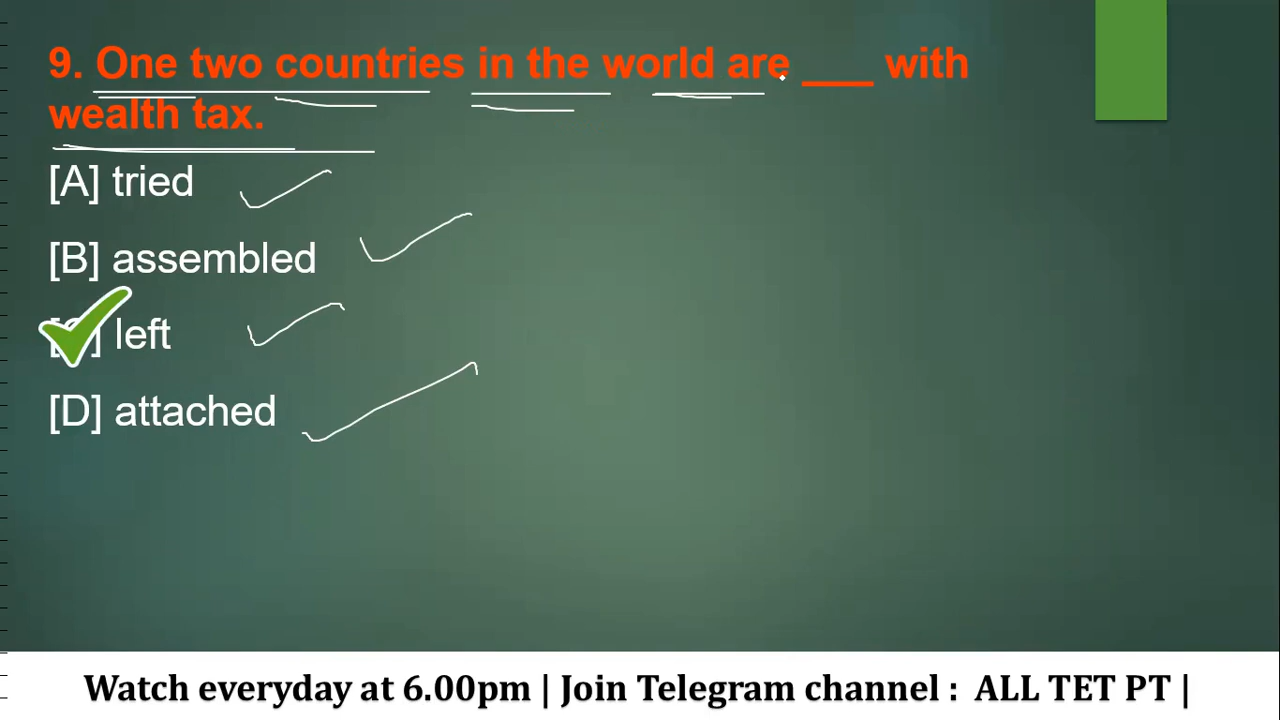 9. One two countries in the world are ___ with
wealth tax.
[A] tried
[B] assembled
[C] left
[D] attached
Watch everyday at 6.00pm | Join Telegram channel : ALL TET PT |